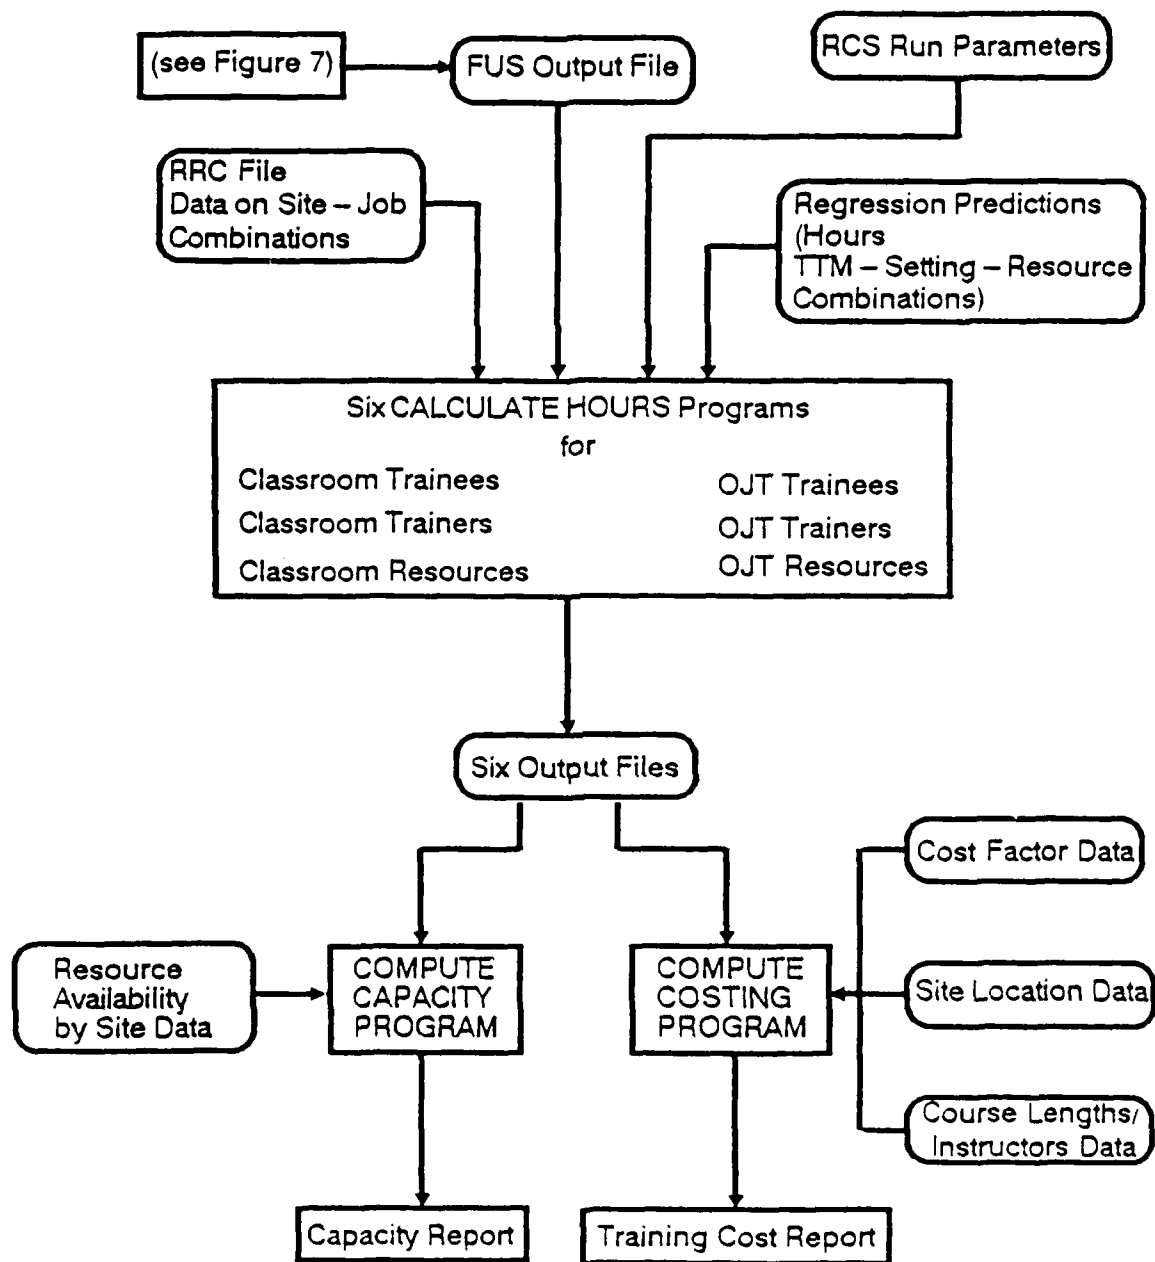 (see Figure 7)
FUS Output File
RCS Run Parameters
RRC File
Data on Site – Job
Combinations
Regression Predictions
(Hours
TTM – Setting – Resource
Combinations)
Six CALCULATE HOURS Programs
for
Classroom Trainees
OJT Trainees
Classroom Trainers
OJT Trainers
Classroom Resources
OJT Resources
Six Output Files
Cost Factor Data
Resource
Availability
by Site Data
COMPUTE
CAPACITY
PROGRAM
COMPUTE
COSTING
PROGRAM
Site Location Data
Course Lengths/
Instructors Data
Capacity Report
Training Cost Report